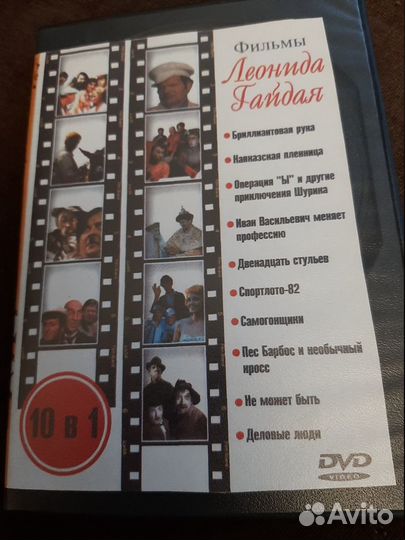 Фильмы
Леонида
Гайдая
Бриллиантовая рука
Кавказская пленница
Операция "Ы" и другие
приключения Шурика
Иван Васильевич меняет
профессию
Двенадцать стульев
Спортлото-82
Самогонщики
Пес Барбос и необычный
кросс
Не может быть
Деловые люди
10 в 1
DVD
VIDEO
Avito